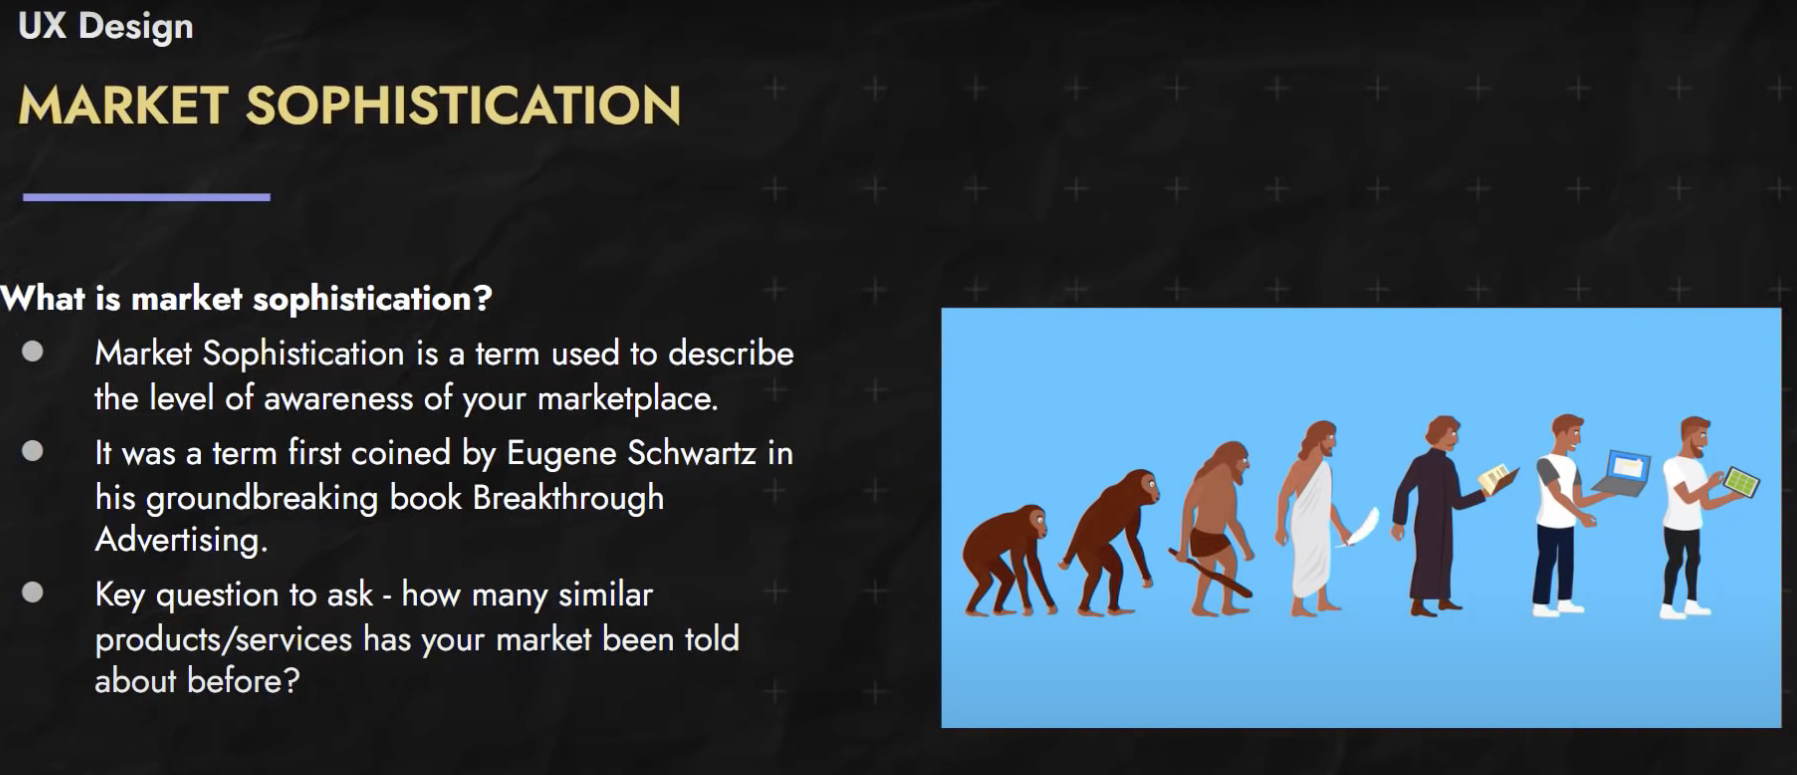 UX Design
MARKET SOPHISTICATION
What is market sophistication?
Market Sophistication is a term used to describe
the level of awareness of your marketplace.
It was a term first coined by Eugene Schwartz in
his groundbreaking book Breakthrough
Advertising.
Key question to ask - how many similar
products/services has your market been told
about before?